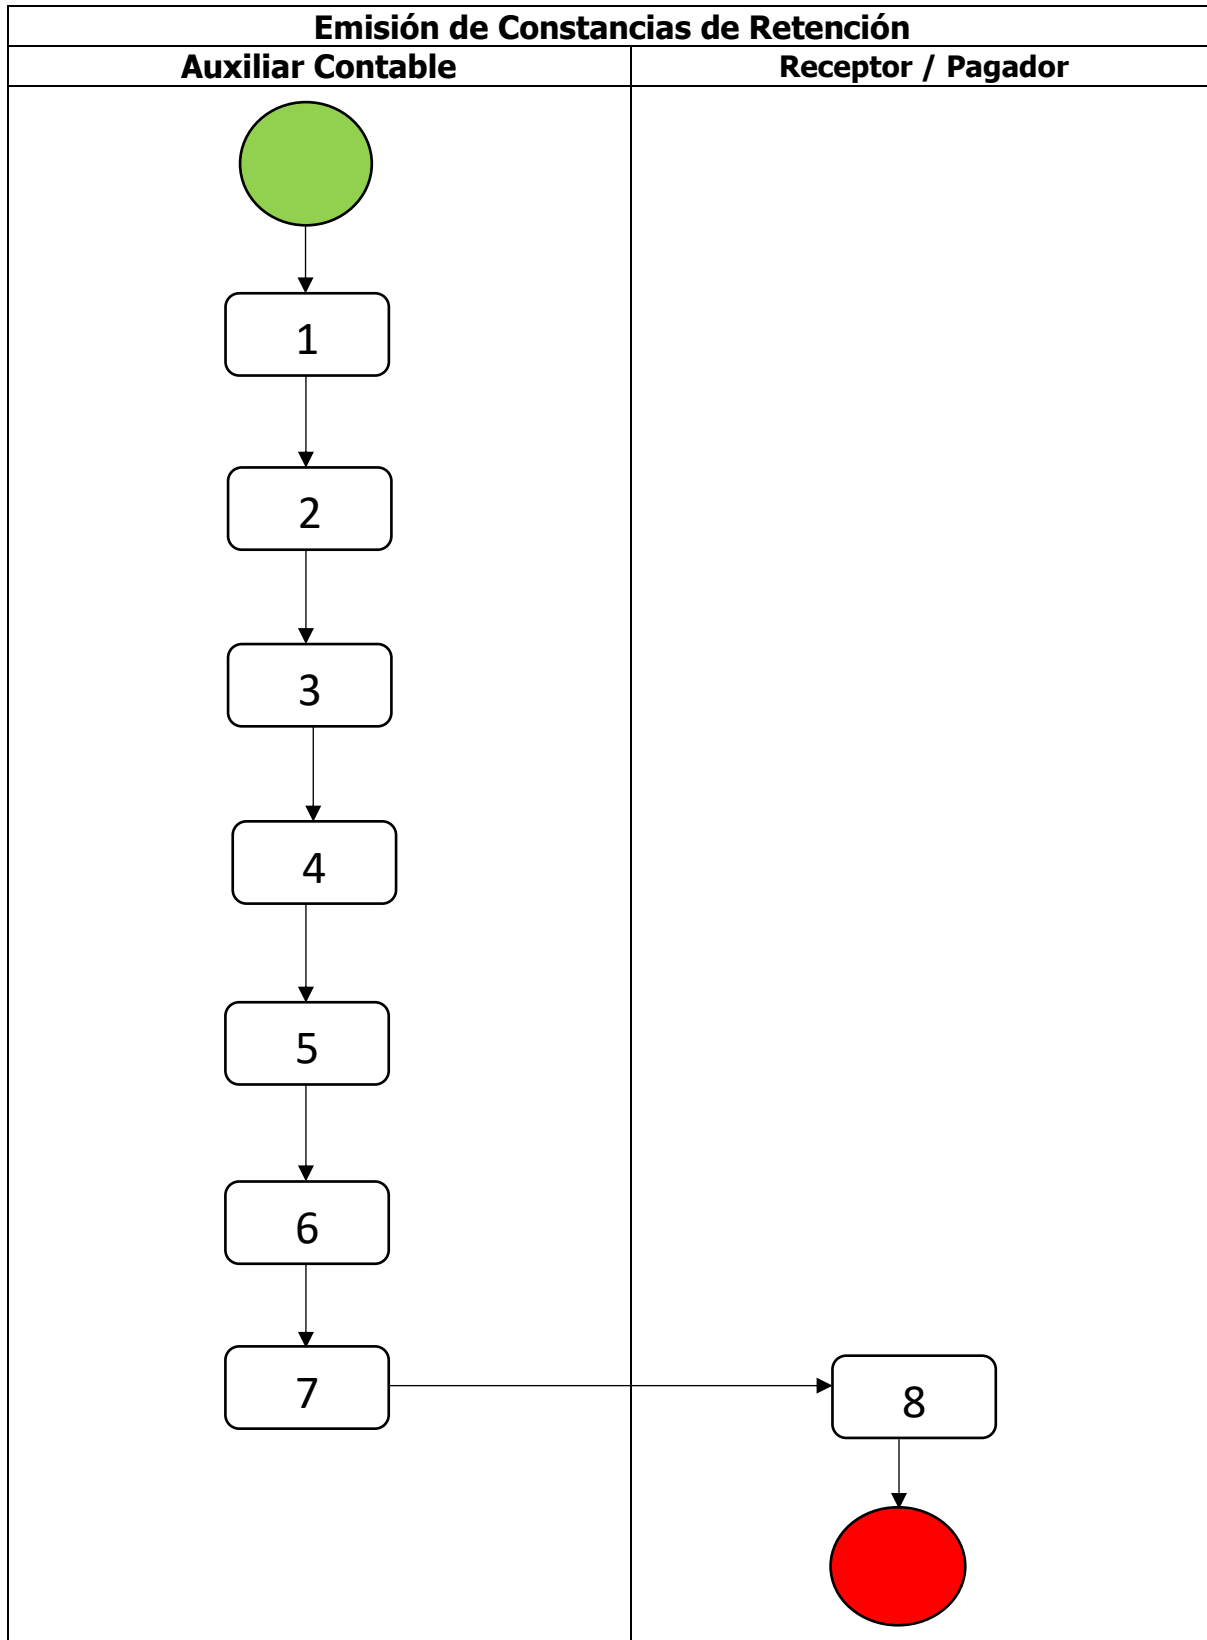 Emisión de Constancias de Retención
Auxiliar Contable
Receptor / Pagador
1
2
3
4
5
6
7
8